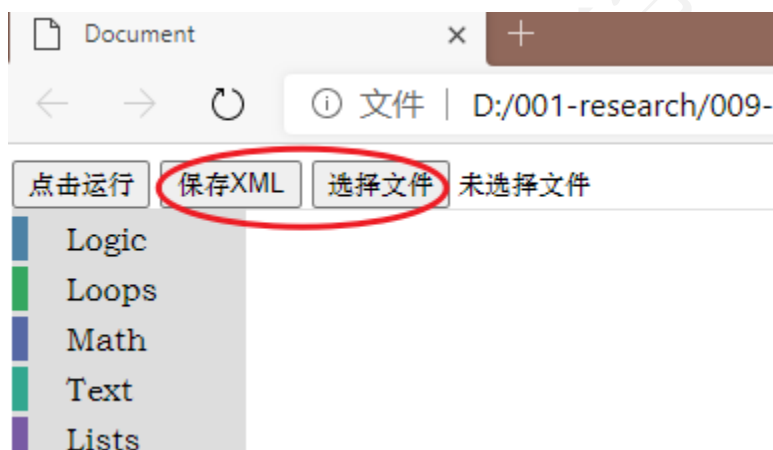 Document
文件 D:/001-research/009-
点击运行 保存XML 选择文件 未选择文件
Logic
Loops
Math
Text
Lists